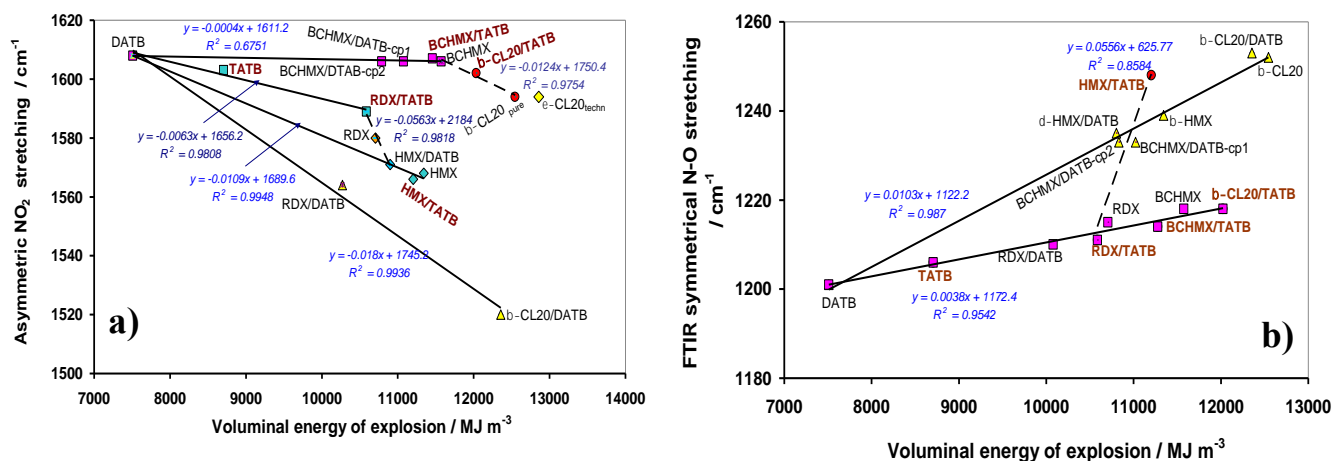 1620
1600
1580
1560
1540
1520
1500
7000
8000
9000
10000
11000
12000
13000
14000
Asymmetric NO₂ stretching / cm⁻¹
Voluminal energy of explosion / MJ m⁻³
a)
y = -0.0004x + 1611.2
R² = 0.6751
DATB
BCHMX/DATB-cp1
BCHMX/TATB
BCHMX
b-CL20/TATB
y = -0.0124x + 1750.4
R² = 0.9754
TATB
BCHMX/DTAB-cp2
b-CL20pure
e-CL20techn
RDX/TATB
y = -0.0563x + 2184
R² = 0.9818
RDX
y = -0.0063x + 1656.2
R² = 0.9808
HMX/DATB
HMX
y = -0.0109x + 1689.6
R² = 0.9948
HMX/TATB
RDX/DATB
y = -0.018x + 1745.2
R² = 0.9936
b-CL20/DATB
1260
1240
1220
1200
1180
7000
8000
9000
10000
11000
12000
13000
FTIR symmetrical N-O stretching
/ cm⁻¹
Voluminal energy of explosion / MJ m⁻³
b)
y = 0.0556x + 625.77
R² = 0.8584
b-CL20/DATB
b-CL20
HMX/TATB
d-HMX/DATB
b-HMX
BCHMX/DATB-cp2
BCHMX/DATB-cp1
y = 0.0103x + 1122.2
R² = 0.987
BCHMX
b-CL20/TATB
RDX
BCHMX/TATB
RDX/DATB
RDX/TATB
TATB
DATB
y = 0.0038x + 1172.4
R² = 0.9542